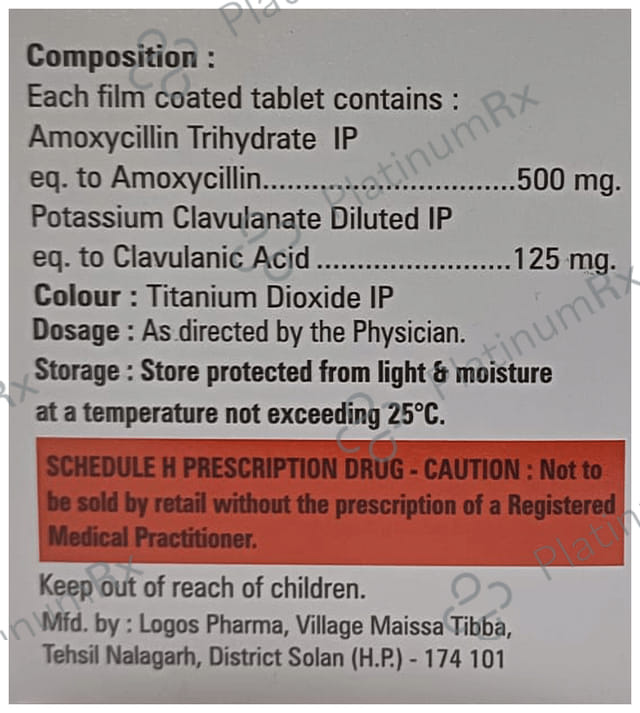 Composition :
Each film coated tablet contains :
Amoxycillin Trihydrate IP
eq. to Amoxycillin..............................500 mg.
Potassium Clavulanate Diluted IP
eq. to Clavulanic Acid .......................125 mg.
Colour : Titanium Dioxide IP
Dosage : As directed by the Physician.
Storage : Store protected from light & moisture
at a temperature not exceeding 25°C.
SCHEDULE H PRESCRIPTION DRUG - CAUTION : Not to
be sold by retail without the prescription of a Registered
Medical Practitioner.
Keep out of reach of children.
Mfd. by : Logos Pharma, Village Maissa Tibba,
Tehsil Nalagarh, District Solan (H.P.) - 174 101
PlatinumRx
PlatinumRx